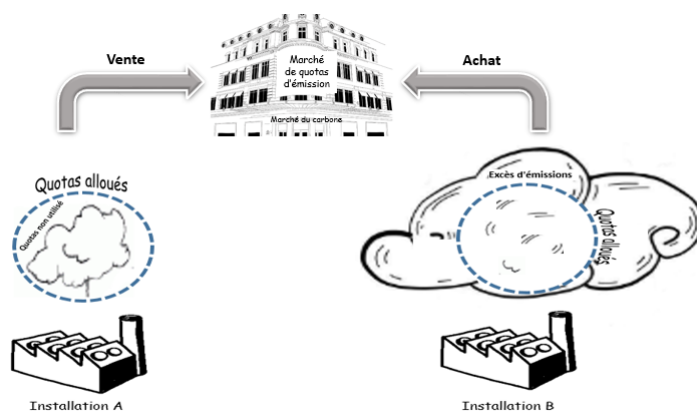 Vente
Marché
de quotas
d'émission
Achat
Marché du carbone
Quotas alloués
Quotas non utilisé
Excès d'émissions
Quotas alloués
Installation A
Installation B